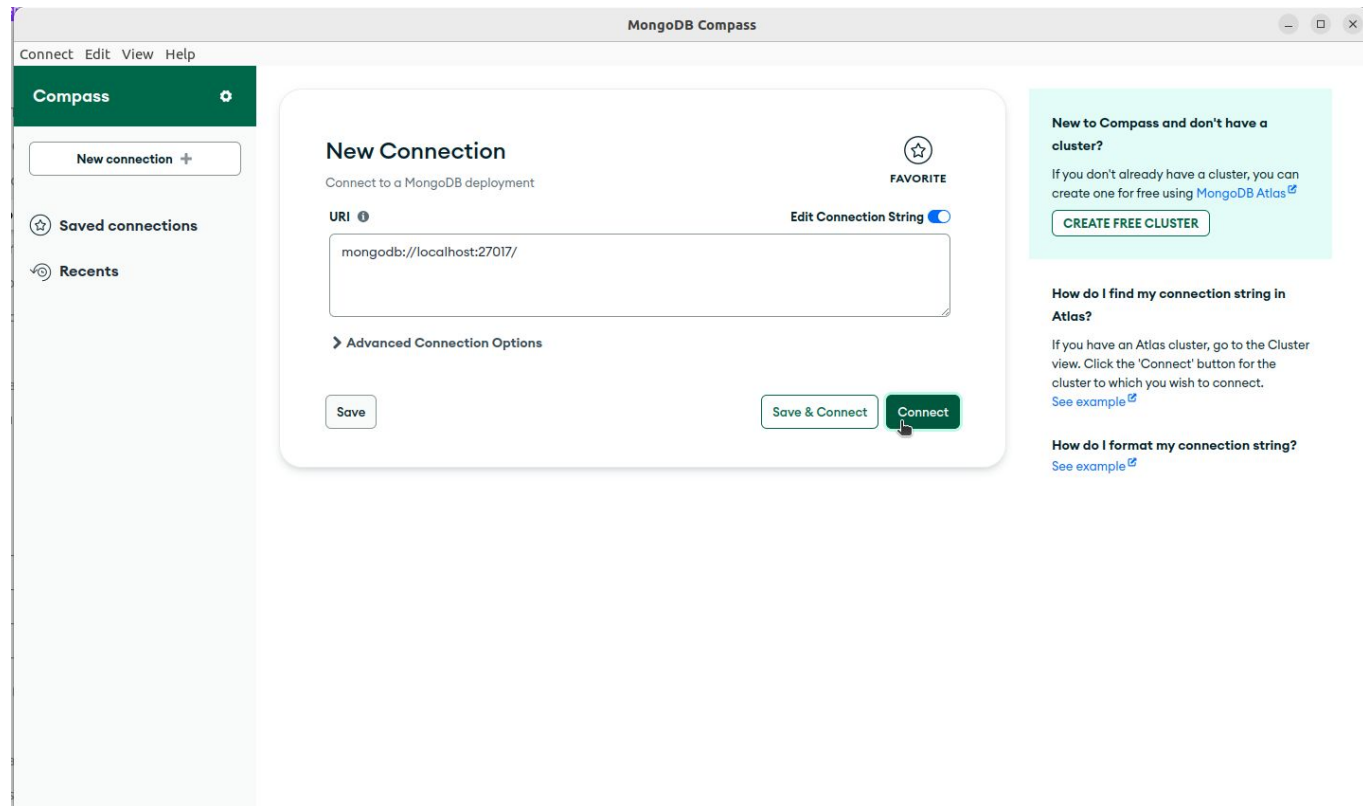 MongoDB Compass
Connect Edit View Help
Compass
New connection
Saved connections
Recents
New Connection
Connect to a MongoDB deployment
FAVORITE
URI
Edit Connection String
mongodb://localhost:27017/
Advanced Connection Options
Save
Save & Connect
Connect
New to Compass and don't have a
cluster?
If you don't already have a cluster, you can
create one for free using MongoDB Atlas
CREATE FREE CLUSTER
How do I find my connection string in
Atlas?
If you have an Atlas cluster, go to the Cluster
view. Click the 'Connect' button for the
cluster to which you wish to connect.
See example
How do I format my connection string?
See example